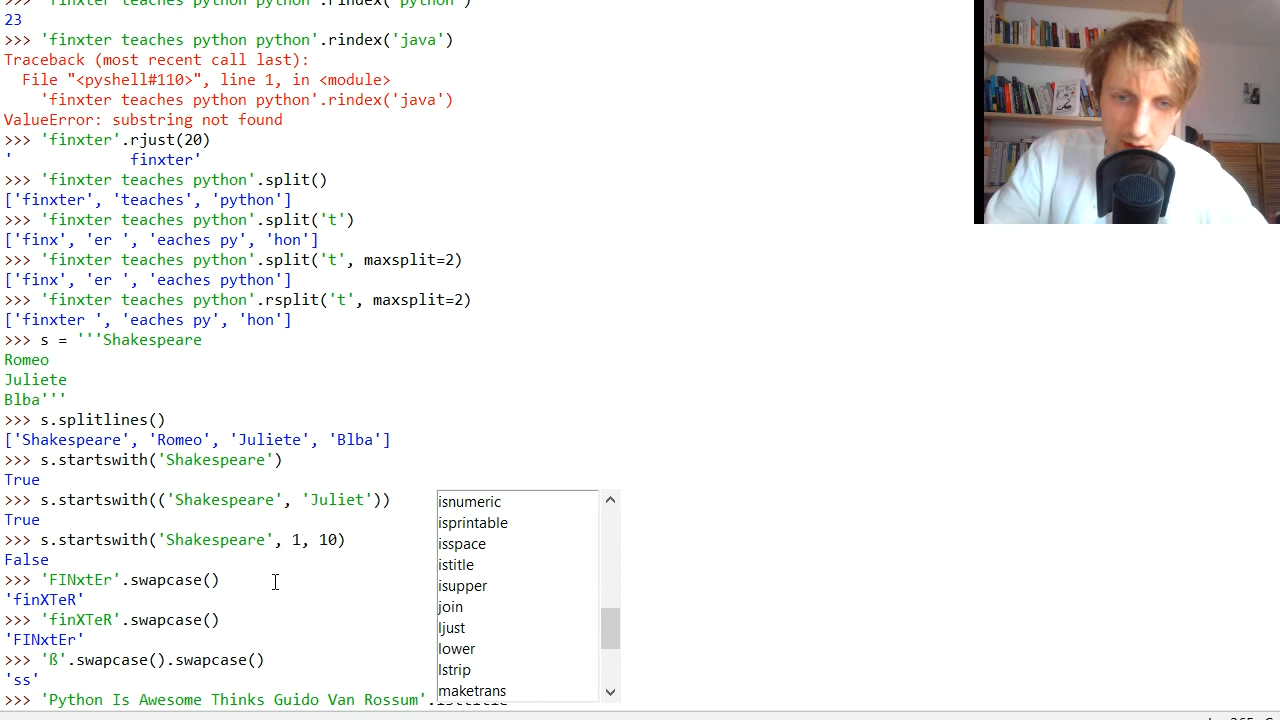 >>> 'finxter teaches python python'.rindex('python')
23
>>> 'finxter teaches python python'.rindex('java')
Traceback (most recent call last):
  File "<pyshell#110>", line 1, in <module>
    'finxter teaches python python'.rindex('java')
ValueError: substring not found
>>> 'finxter'.rjust(20)
'             finxter'
>>> 'finxter teaches python'.split()
['finxter', 'teaches', 'python']
>>> 'finxter teaches python'.split('t')
['finx', 'er ', 'eaches py', 'hon']
>>> 'finxter teaches python'.split('t', maxsplit=2)
['finx', 'er ', 'eaches python']
>>> 'finxter teaches python'.rsplit('t', maxsplit=2)
['finxter ', 'eaches py', 'hon']
>>> s = '''Shakespeare
Romeo
Juliete
Blba'''
>>> s.splitlines()
['Shakespeare', 'Romeo', 'Juliete', 'Blba']
>>> s.startswith('Shakespeare')
True
>>> s.startswith(('Shakespeare', 'Juliet'))
True
>>> s.startswith('Shakespeare', 1, 10)
False
>>> 'FINxtEr'.swapcase()
'finXTeR'
>>> 'finXTeR'.swapcase()
'FINxtEr'
>>> 'ß'.swapcase().swapcase()
'ss'
>>> 'Python Is Awesome Thinks Guido Van Rossum'.
isnumeric
isprintable
isspace
istitle
isupper
join
ljust
lower
lstrip
maketrans